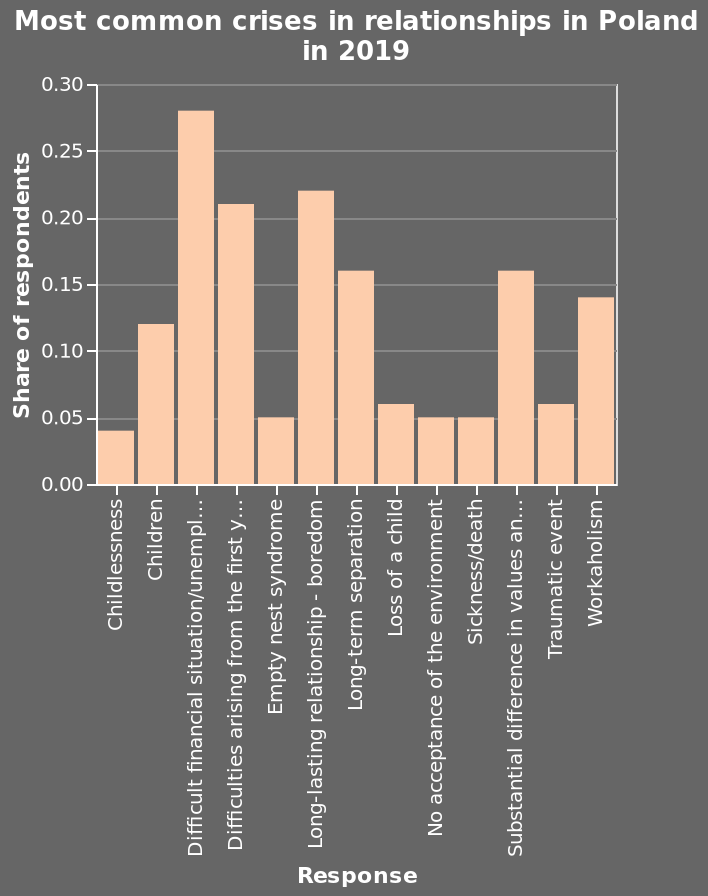 Most common crises in relationships in Poland
in 2019
Share of respondents
0.30
0.25
0.20
0.15
0.10
0.05
0.00
Childlessness
Children
Difficult financial situation/unempl...
Difficulties arising from the first y...
Empty nest syndrome
Long-lasting relationship - boredom
Long-term separation
Loss of a child
No acceptance of the environment
Sickness/death
Substantial difference in values an...
Traumatic event
Workaholism
Response